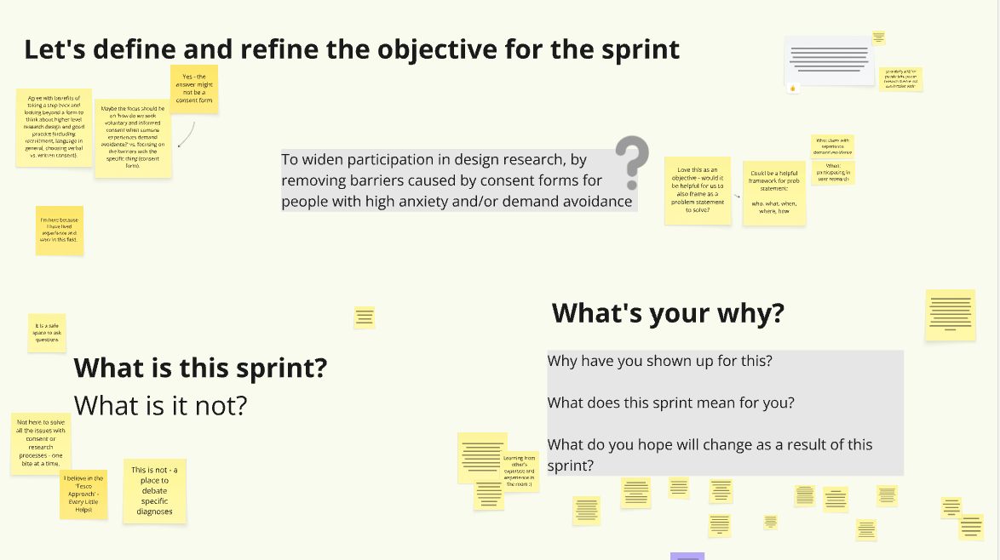 Let's define and refine the objective for the sprint
Yes - the
answer might
not be a
consent form
Agree with benefits of
taking a step back and
looking beyond a form to
think about higher level
research design and good
practice (including
recruitment, language in
general, choosing verbal
vs. written consent).
Maybe the focus should be
on 'how do we seek
voluntary and informed
consent when someone
experiences demand
avoidance?' vs. focusing on
the barriers with the
specific thing (consent
form).
I'm here because
I have lived
experience and
work in this field.
To widen participation in design research, by
removing barriers caused by consent forms for
people with high anxiety and/or demand avoidance
?
Love this as an
objective - would it
be helpful for us to
also frame as a
problem statement
to solve?
Could be a helpful
framework for prob
statement:
who, what, when,
where, how
What: Users with
experience
demand avoidance
When:
participating in
user research
It is a safe
space to ask
questions
What is this sprint?
What is it not?
Not here to solve
all the issues with
consent or
research
processes - one
bite at a time.
I believe in the
'Tesco
Approach' -
Every Little
Helps!
This is not - a
place to
debate
specific
diagnoses
What's your why?
Why have you shown up for this?
What does this sprint mean for you?
What do you hope will change as a result of this
sprint?
Learning from
other's
expertise and
experience in
the room :)